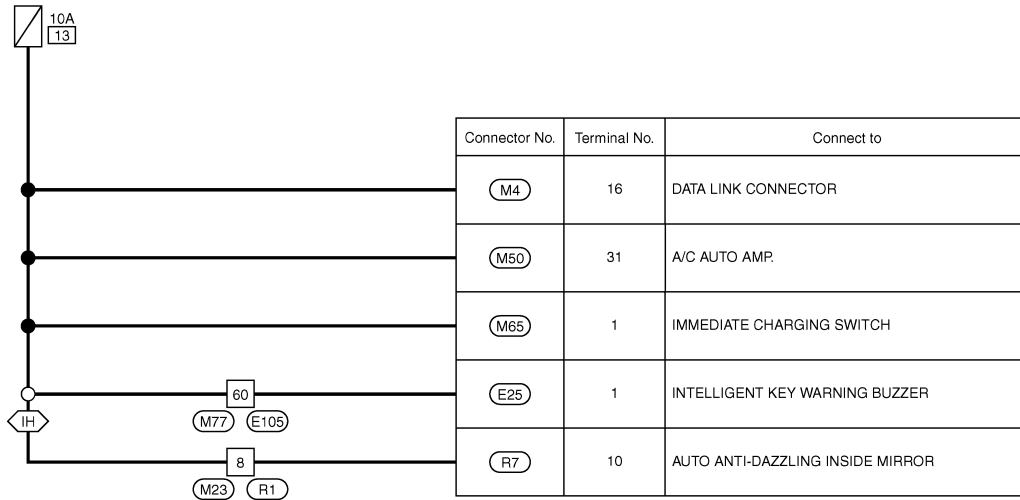 10A
13
Connector No. Terminal No. Connect to
M4 16 DATA LINK CONNECTOR
M50 31 A/C AUTO AMP.
M65 1 IMMEDIATE CHARGING SWITCH
60 E25 1 INTELLIGENT KEY WARNING BUZZER
IH M77 E105
8 R7 10 AUTO ANTI-DAZZLING INSIDE MIRROR
M23 R1